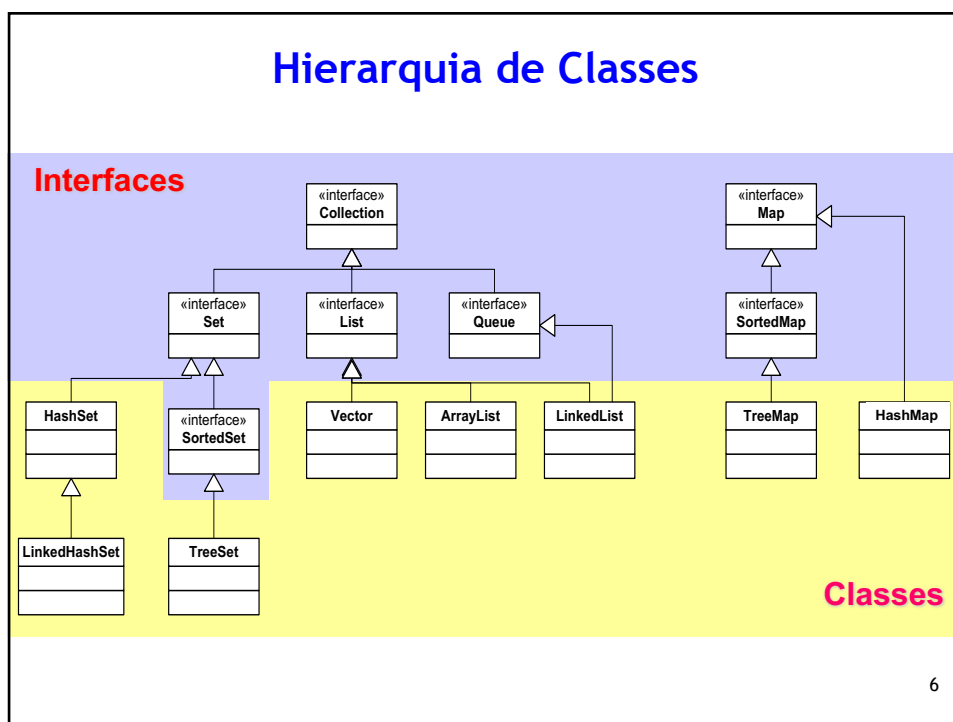 Hierarquia de Classes
Interfaces
«interface»
Collection
«interface»
Map
«interface»
Set
«interface»
List
«interface»
Queue
«interface»
SortedMap
HashSet
«interface»
SortedSet
Vector
ArrayList
LinkedList
TreeMap
HashMap
LinkedHashSet
TreeSet
Classes
6